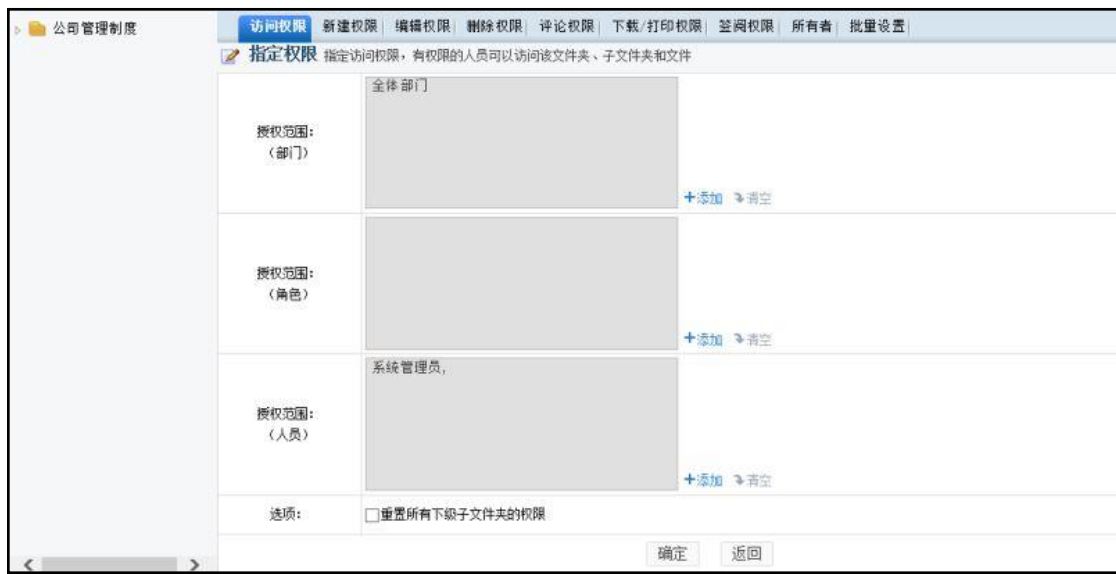 公司管理制度
访问权限 新建权限 编辑权限 删除权限 评论权限 下载/打印权限 签阅权限 所有者 批量设置
指定权限 指定访问权限，有权限的人员可以访问该文件夹、子文件夹和文件
全体部门
授权范围：
（部门）
添加 清空
授权范围：
（角色）
添加 清空
系统管理员,
授权范围：
（人员）
添加 清空
选项： 重置所有下级子文件夹的权限
确定 返回